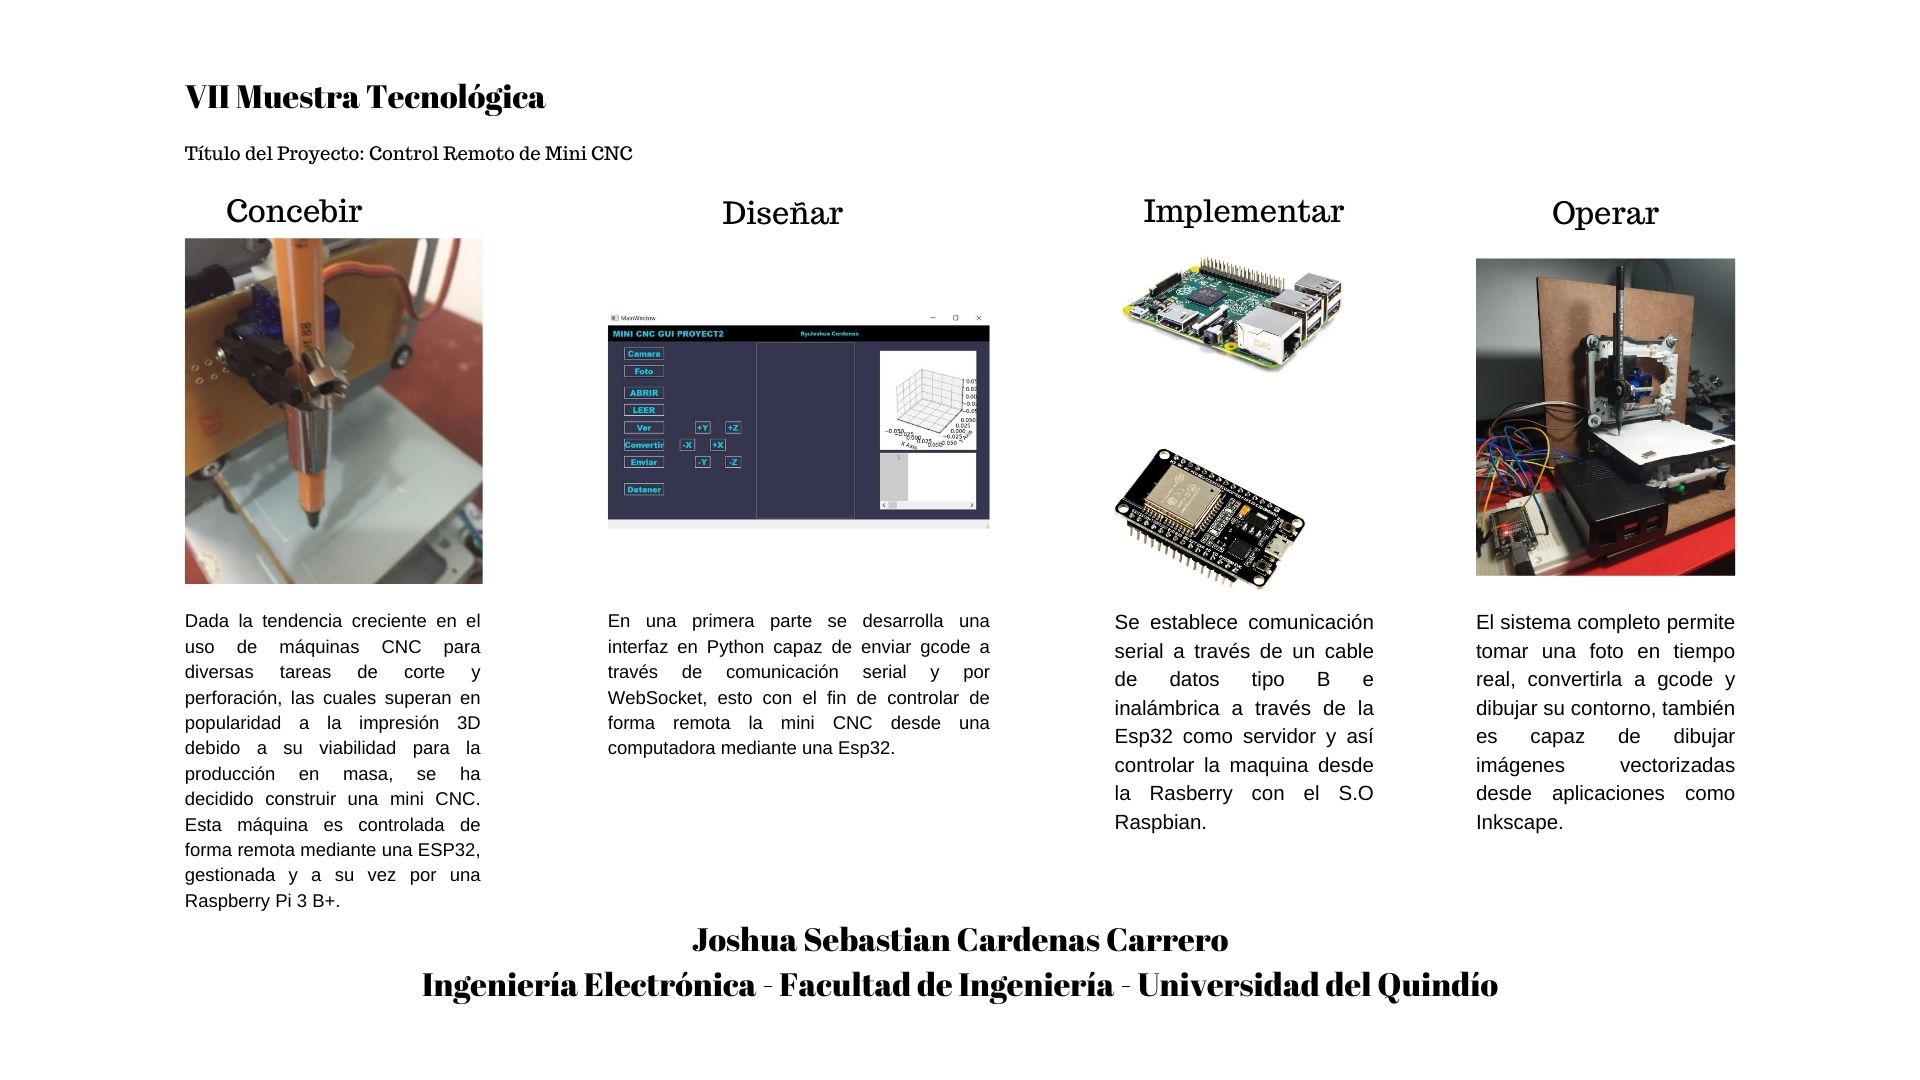 VII Muestra Tecnológica
Título del Proyecto: Control Remoto de Mini CNC
Concebir
Dada la tendencia creciente en el
uso de máquinas CNC para
diversas tareas de corte y
perforación, las cuales superan en
popularidad a la impresión 3D
debido a su viabilidad para la
producción en masa, se ha
decidido construir una mini CNC.
Esta máquina es controlada de
forma remota mediante una ESP32,
gestionada y a su vez por una
Raspberry Pi 3 B+.
Diseñar
MainWindow
MINI CNC GUI PROYECT2
By:Joshua Cardenas
Camara
Foto
ABRIR
LEER
Ver
+Y +Z
Convertir
-X +X
Enviar
-Y -Z
Detener
X Axis
1
En una primera parte se desarrolla una
interfaz en Python capaz de enviar gcode a
través de comunicación serial y por
WebSocket, esto con el fin de controlar de
forma remota la mini CNC desde una
computadora mediante una Esp32.
Implementar
Se establece comunicación
serial a través de un cable
de datos tipo B e
inalámbrica a través de la
Esp32 como servidor y así
controlar la maquina desde
la Rasberry con el S.O
Raspbian.
Operar
El sistema completo permite
tomar una foto en tiempo
real, convertirla a gcode y
dibujar su contorno, también
es capaz de dibujar
imágenes vectorizadas
desde aplicaciones como
Inkscape.
Joshua Sebastian Cardenas Carrero
Ingeniería Electrónica - Facultad de Ingeniería - Universidad del Quindío